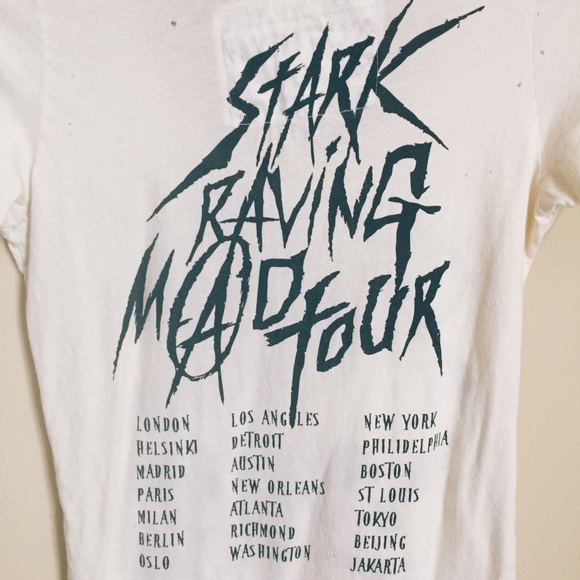 STARK
RAVING
MAD TOUR
LONDON
HELSINKI
MADRID
PARIS
MILAN
BERLIN
OSLO
LOS ANGLES
DETROIT
AUSTIN
NEW ORLEANS
ATLANTA
RICHMOND
WASHINGTON
NEW YORK
PHILIDELPHIA
BOSTON
ST LOUIS
TOKYO
BEIJING
JAKARTA